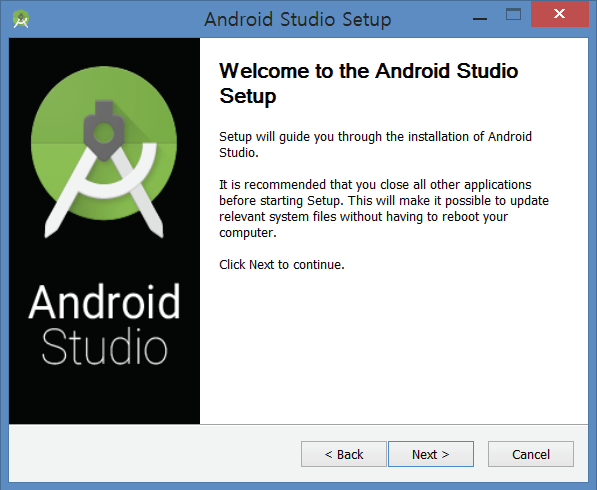 Android Studio Setup
Welcome to the Android Studio
Setup
Setup will guide you through the installation of Android
Studio.
It is recommended that you close all other applications
before starting Setup. This will make it possible to update
relevant system files without having to reboot your
computer.
Click Next to continue.
Android
Studio
< Back
Next >
Cancel